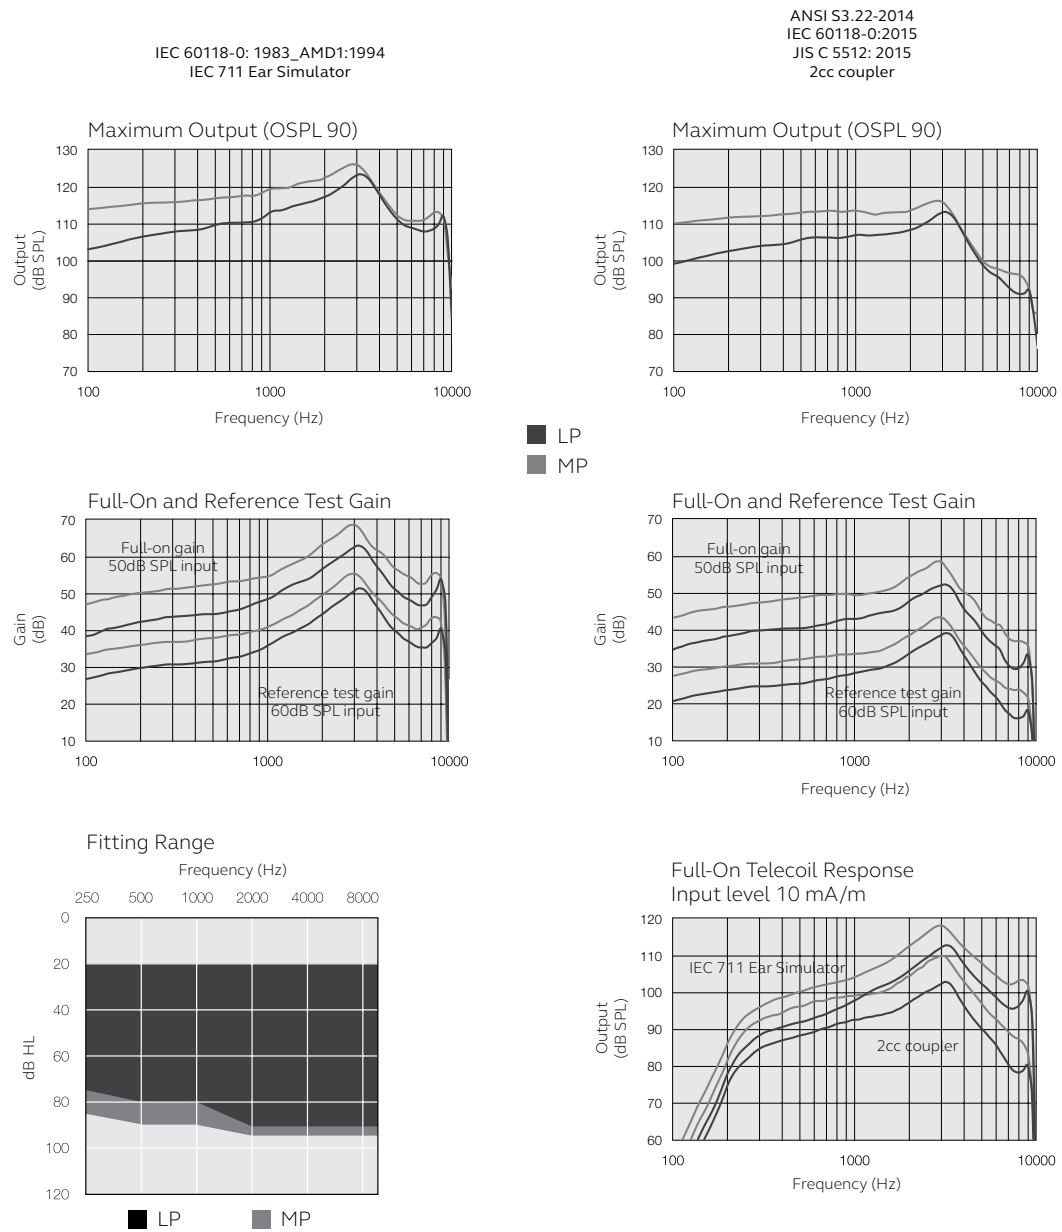 IEC 60118-0: 1983_AMD1:1994
IEC 711 Ear Simulator
ANSI S3.22-2014
IEC 60118-0:2015
JIS C 5512: 2015
2cc coupler
Maximum Output (OSPL 90)
130
120
110
100
90
80
70
Output
(dB SPL)
100 1000 10000
Frequency (Hz)
Maximum Output (OSPL 90)
130
120
110
100
90
80
70
Output
(dB SPL)
100 1000 10000
Frequency (Hz)
LP
MP
Full-On and Reference Test Gain
70
60
50
40
30
20
10
Gain
(dB)
Full-on gain
50dB SPL input
Reference test gain
60dB SPL input
100 1000 10000
Full-On and Reference Test Gain
70
60
50
40
30
20
10
Gain
(dB)
Full-on gain
50dB SPL input
Reference test gain
60dB SPL input
100 1000 10000
Frequency (Hz)
Fitting Range
Frequency (Hz)
250 500 1000 2000 4000 8000
0
20
40
60
80
100
120
dB HL
LP MP
Full-On Telecoil Response
Input level 10 mA/m
120
110
100
90
80
70
60
Output
(dB SPL)
IEC 711 Ear Simulator
2cc coupler
100 1000 10000
Frequency (Hz)